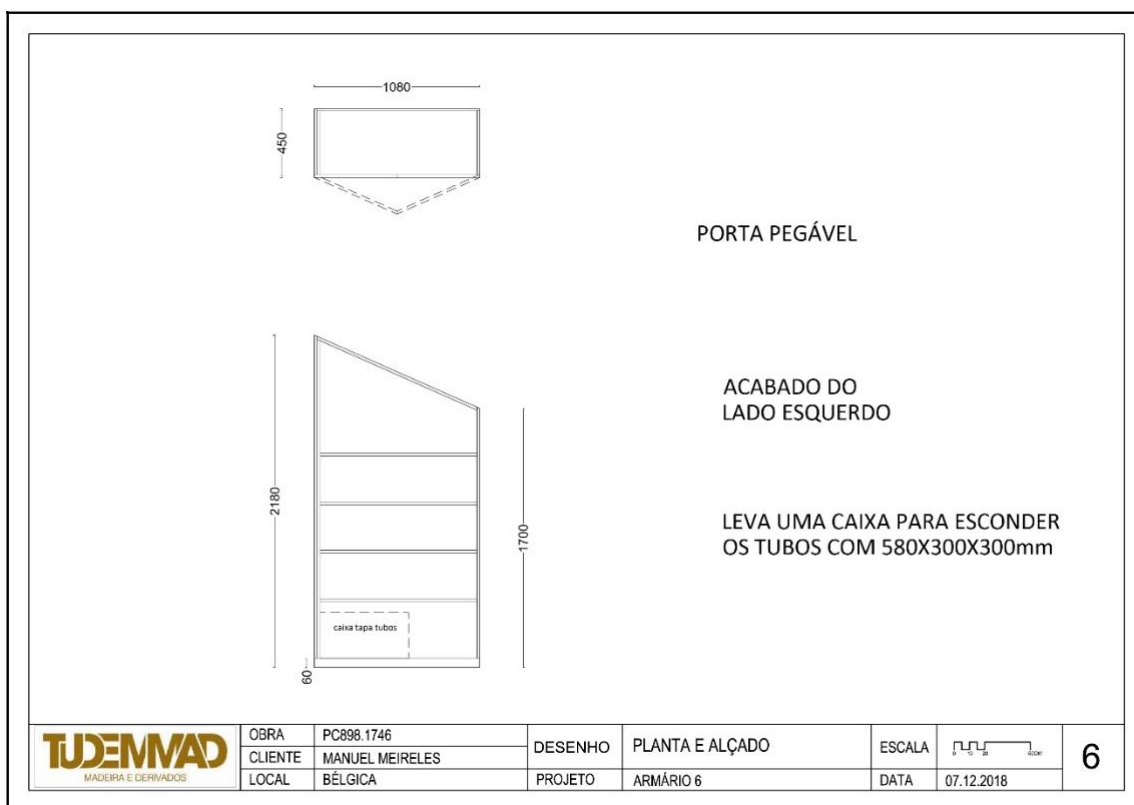 1080
450
PORTA PEGÁVEL
2180
1700
60
ACABADO DO
LADO ESQUERDO
LEVA UMA CAIXA PARA ESCONDER
OS TUBOS COM 580X300X300mm
caixa tapa tubos
TUDEMMAD
MADEIRA E DERIVADOS
OBRA PC898.1746
CLIENTE MANUEL MEIRELES
LOCAL BÉLGICA
DESENHO PLANTA E ALÇADO
PROJETO ARMÁRIO 6
ESCALA
DATA 07.12.2018
6